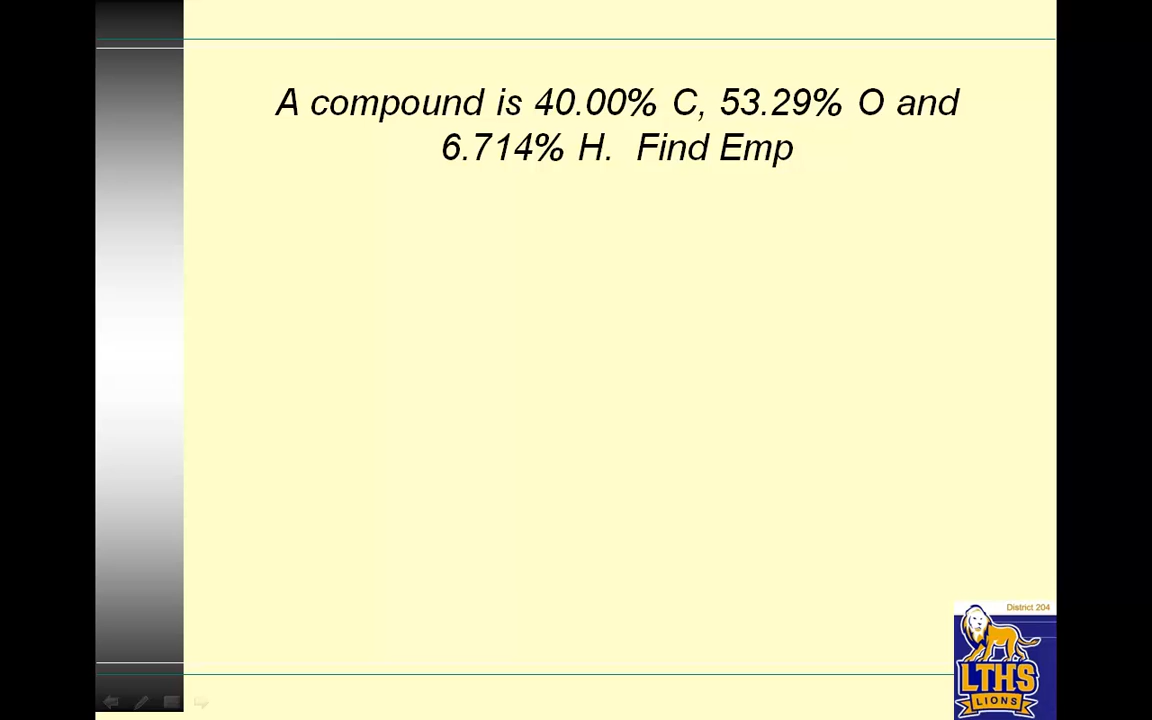 A compound is 40.00% C, 53.29% O and
6.714% H. Find Emp
District 204
LTHS
LIONS